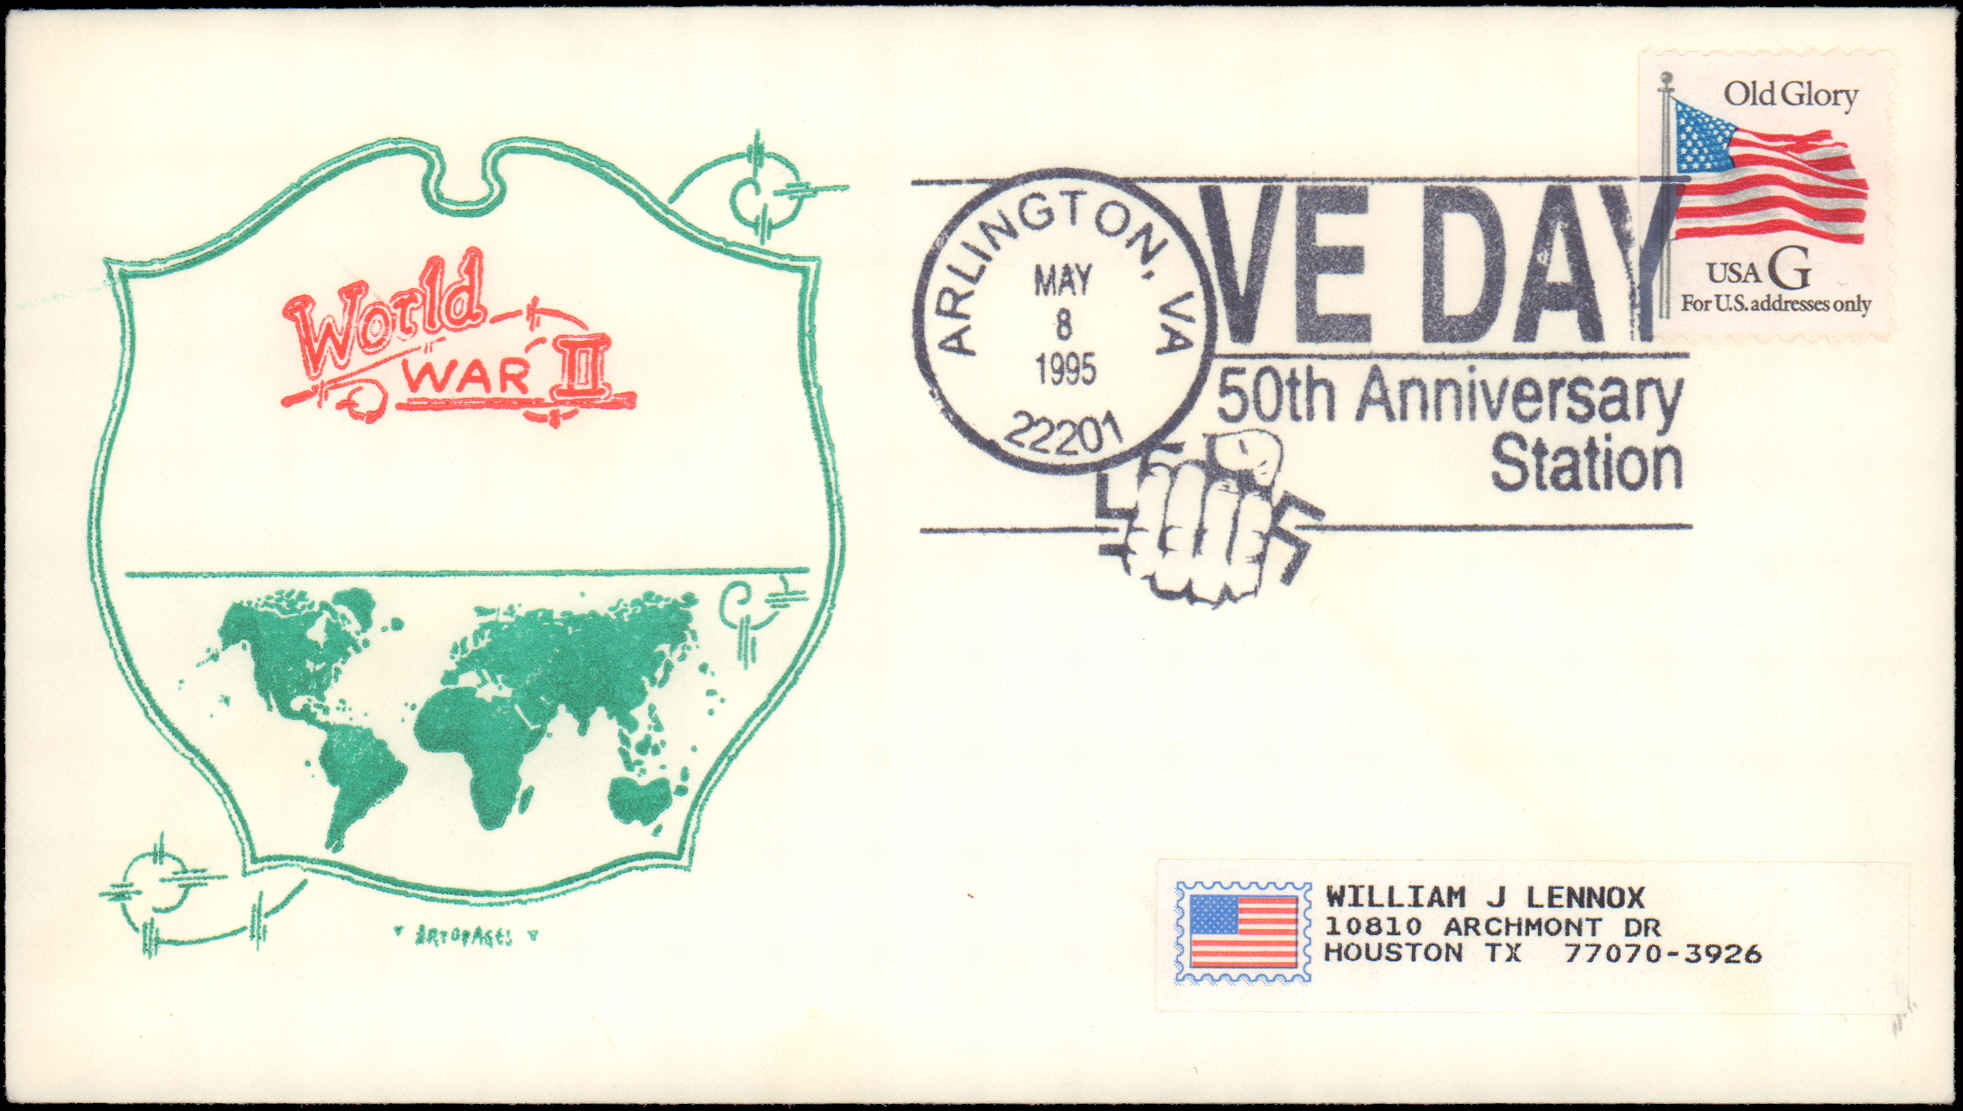 World
WAR II
ARTOPAGES
ARLINGTON, VA
MAY
8
1995
22201
VE DAY
50th Anniversary
Station
Old Glory
USA G
For U.S. addresses only
WILLIAM J LENNOX
10810 ARCHMONT DR
HOUSTON TX 77070-3926